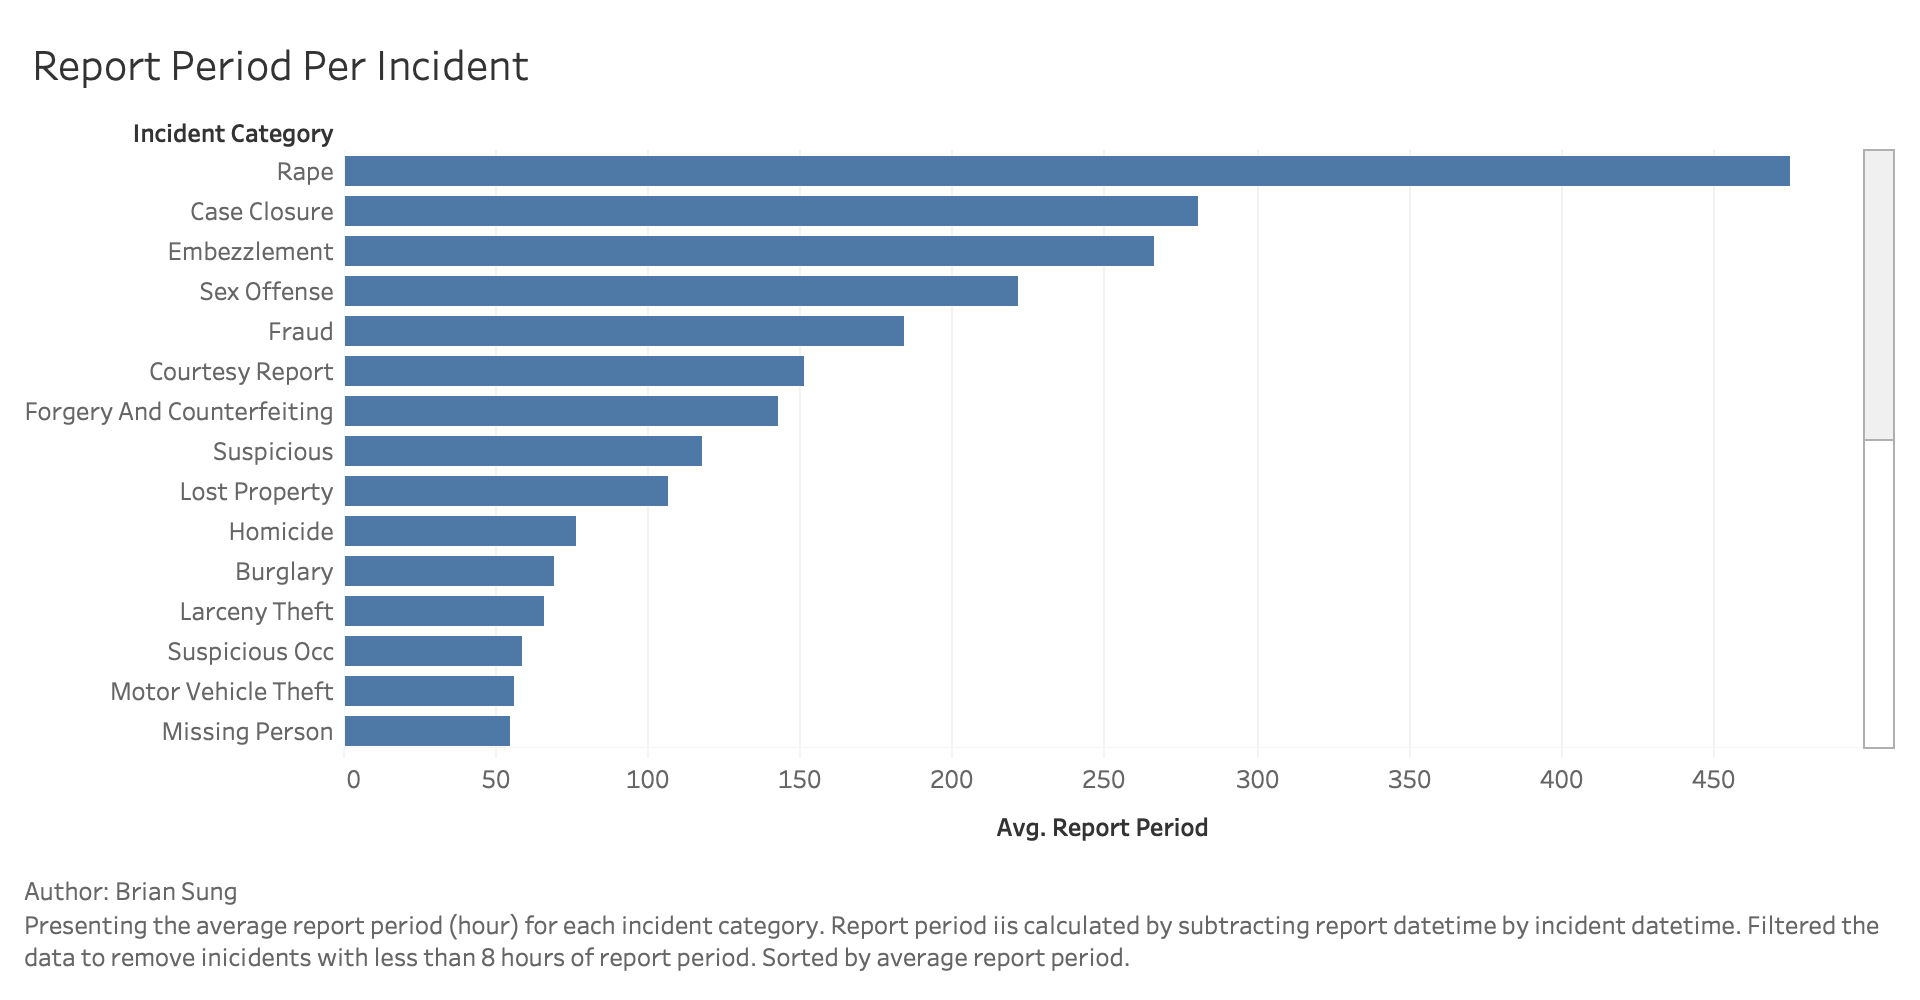 Report Period Per Incident
Incident Category
Rape
Case Closure
Embezzlement
Sex Offense
Fraud
Courtesy Report
Forgery And Counterfeiting
Suspicious
Lost Property
Homicide
Burglary
Larceny Theft
Suspicious Occ
Motor Vehicle Theft
Missing Person
0 50 100 150 200 250 300 350 400 450
Avg. Report Period
Author: Brian Sung
Presenting the average report period (hour) for each incident category. Report period iis calculated by subtracting report datetime by incident datetime. Filtered the
data to remove inicidents with less than 8 hours of report period. Sorted by average report period.